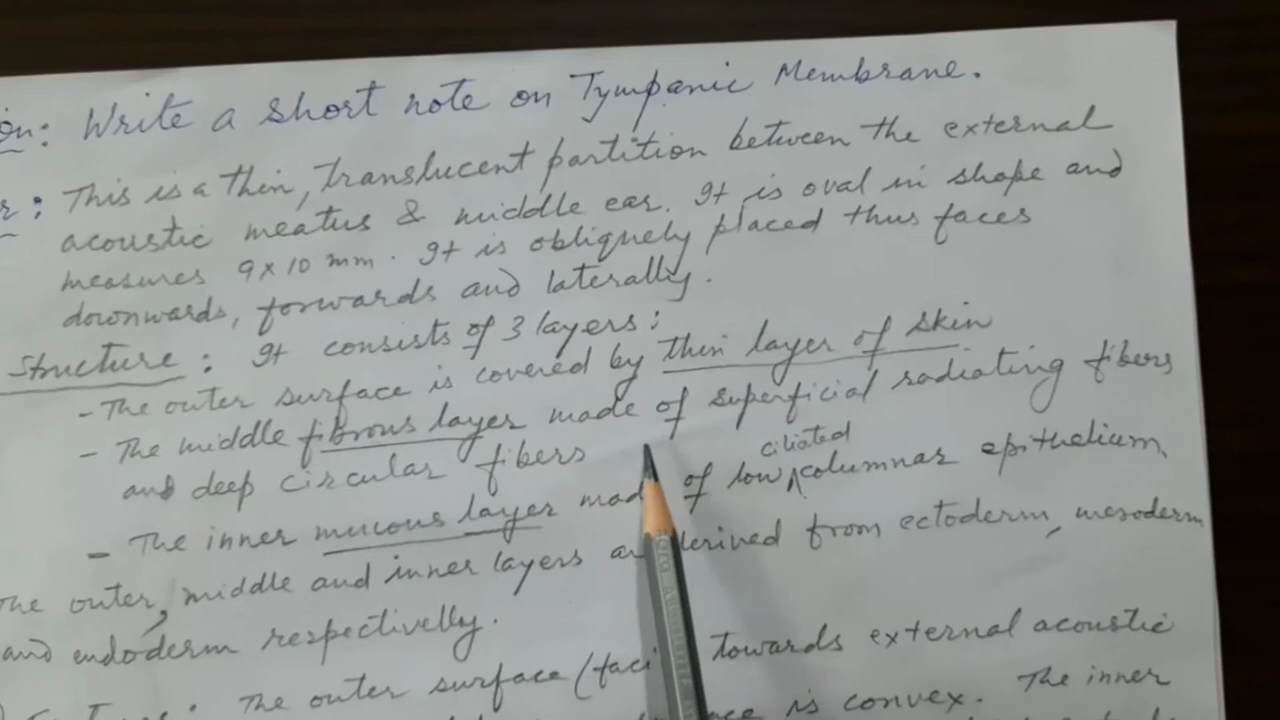 on: Write a short note on Tympanic Membrane.
r: This is a thin, translucent partition between the external
acoustic meatus & middle ear. It is oval in shape and
measures 9 x 10 mm. It is obliquely placed thus faces
downwards, forwards and laterally.
Structure: It consists of 3 layers:
- The outer surface is covered by thin layer of skin
- The middle fibrous layer made of superficial radiating fibers
and deep circular fibers
ciliated
- The inner mucous layer mad of low columnar epithelium,
The outer, middle and inner layers derived from ectoderm, mesoderm
and endoderm respectivelly.
: The outer surface (faci towards external acoustic
is convex. The inner